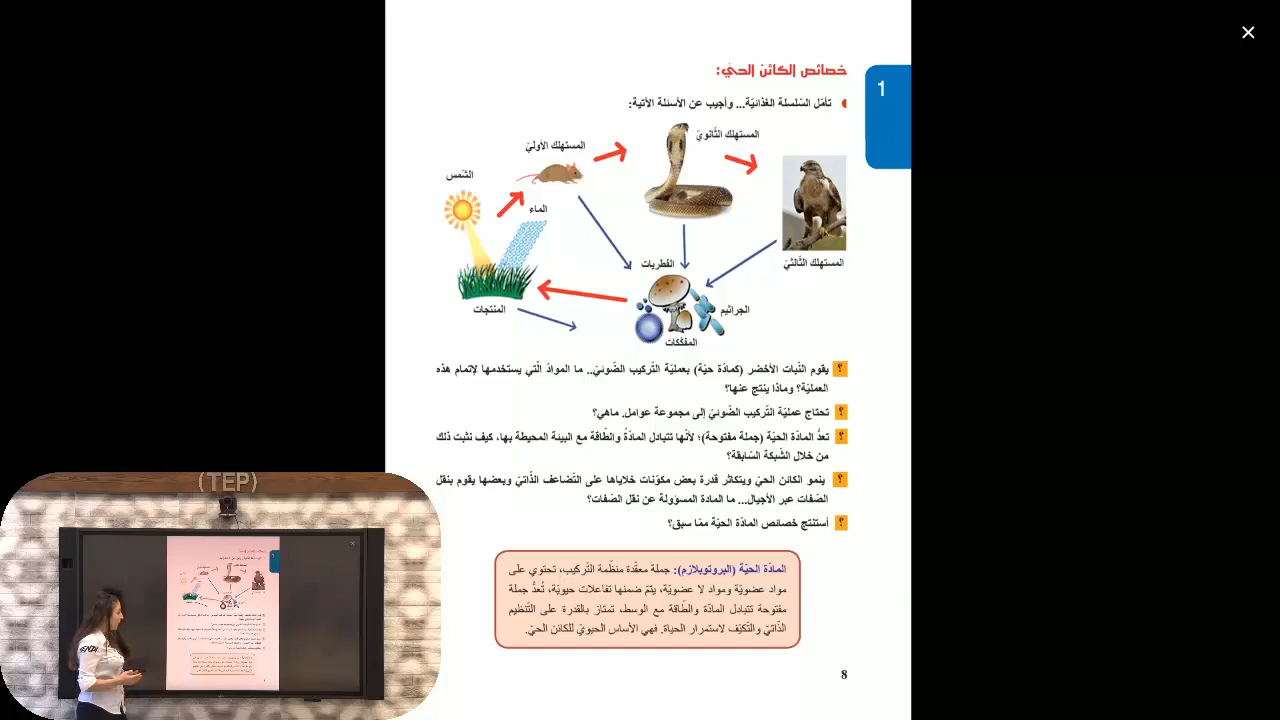 خصائص الكائن الحيّ:
1
تأمّل السّلسلة الغذائيّة... وأجيب عن الأسئلة الآتية:
المستهلك الثّانويّ
المستهلك الأوليّ
الشّمس
الماء
الفطريات
المستهلك الثّالثيّ
المنتجات
الجراثيم
المفكّكات
؟ يقوم النّبات الأخضر (كمادّة حيّة) بعمليّة التّركيب الضّوئيّ.. ما الموادّ الّتي يستخدمها لإتمام هذه
العمليّة؟ وماذا ينتج عنها؟
؟ تحتاج عمليّة التّركيب الضّوئيّ إلى مجموعة عوامل. ماهي؟
؟ تعدُّ المادّة الحيّة (جملة مفتوحة)؛ لأنّها تتبادل المادّةُ والطّاقة مع البيئة المحيطة بها، كيف نثبت ذلك
من خلال الشّبكة السّابقة؟
؟ ينمو الكائن الحيّ ويتكاثر قدرة بعض مكوّنات خلاياها على التّضاعف الذّاتيّ وبعضها يقوم بنقل
الصّفات عبر الأجيال... ما المادة المسؤولة عن نقل الصّفات؟
؟ أستنتج خصائص المادّة الحيّة ممّا سبق؟
المادّة الحيّة (البروتوبلازم): جملة معقّدة منظّمة التّركيب، تحتوي على
مواد عضويّة ومواد لا عضويّة، يتمّ ضمنها تفاعلات حيويّة، تُعدُّ جملة
مفتوحة تتبادل المادّة والطّاقة مع الوسط، تمتاز بالقدرة على التّنظيم
الذّاتيّ والتّكيّف لاستمرار الحياة. فهي الأساس الحيويّ للكائن الحيّ.
8
(TEP)